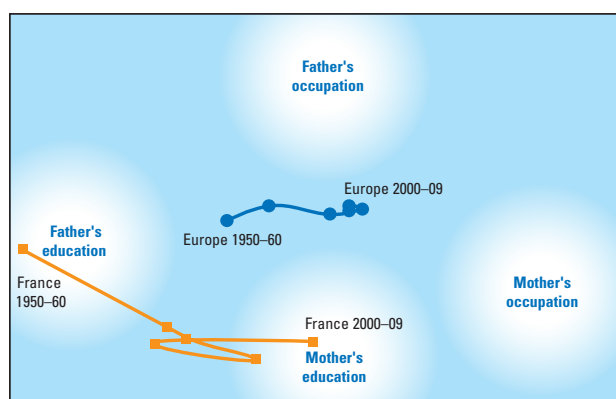 Father's
occupation
Europe 2000–09
Father's
education
Europe 1950–60
France
1950–60
Mother's
occupation
France 2000–09
Mother's
education